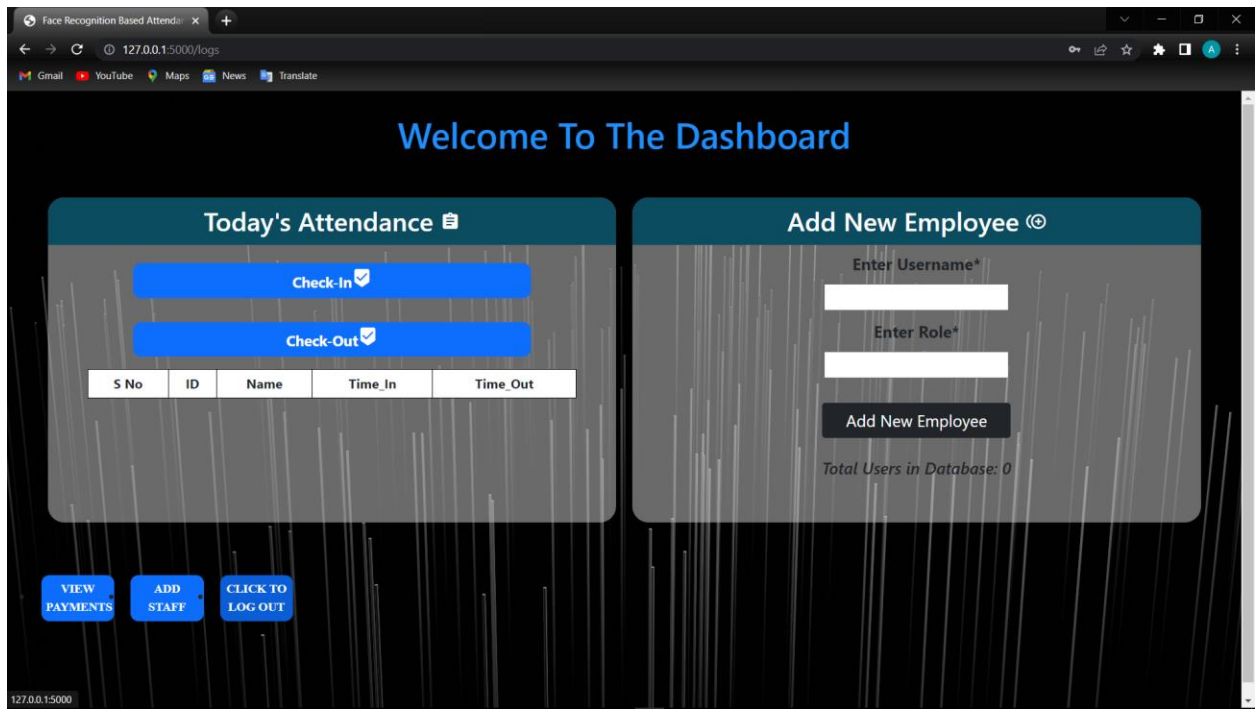 Face Recognition Based Attendar
127.0.0.1:5000/logs
A
Gmail YouTube Maps News Translate
Welcome To The Dashboard
Today's Attendance
Check-In
Check-Out
S No ID Name Time_In Time_Out
Add New Employee
Enter Username*
Enter Role*
Add New Employee
Total Users in Database: 0
VIEW PAYMENTS
ADD STAFF
CLICK TO LOG OUT
127.0.0.1:5000